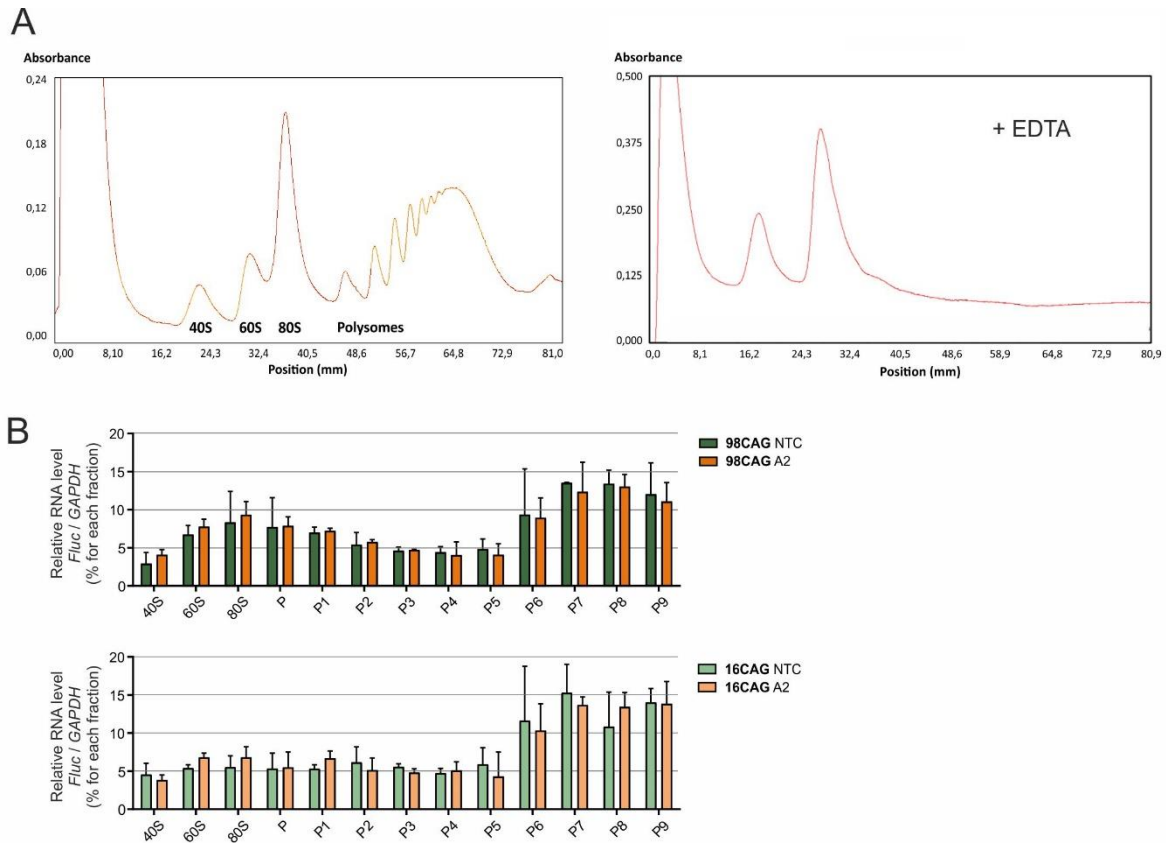 A
Absorbance
0,24
0,18
0,12
0,06
0,00
40S 60S 80S Polysomes
0,00 8,10 16,2 24,3 32,4 40,5 48,6 56,7 64,8 72,9 81,0
Position (mm)
Absorbance
0,500
0,375
0,250
0,125
0,000
+ EDTA
0,0 8,1 16,2 24,3 32,4 40,5 48,6 56,7 64,8 72,9 80,9
Position (mm)
B
Relative RNA level
Fluc / GAPDH
(% for each fraction)
20
15
10
5
0
40S 60S 80S P P1 P2 P3 P4 P5 P6 P7 P8 P9
98CAG NTC
98CAG A2
Relative RNA level
Fluc / GAPDH
(% for each fraction)
20
15
10
5
0
40S 60S 80S P P1 P2 P3 P4 P5 P6 P7 P8 P9
16CAG NTC
16CAG A2